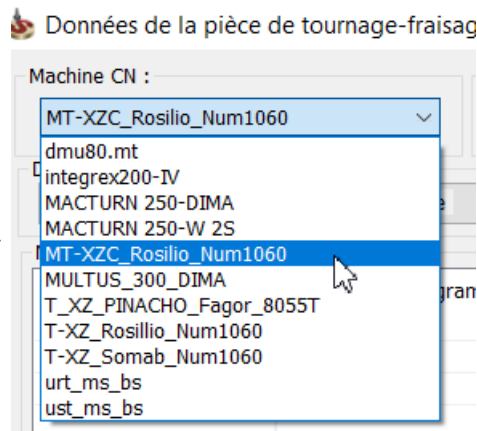 Données de la pièce de tournage-fraisag
Machine CN :
MT-XZC_Rosilio_Num1060
dmu80.mt
integrex200-IV
MACTURN 250-DIMA
MACTURN 250-W 2S
MT-XZC_Rosilio_Num1060
MULTUS_300_DIMA
T_XZ_PINACHO_Fagor_8055T
T-XZ_Rosillio_Num1060
T-XZ_Somab_Num1060
urt_ms_bs
ust_ms_bs